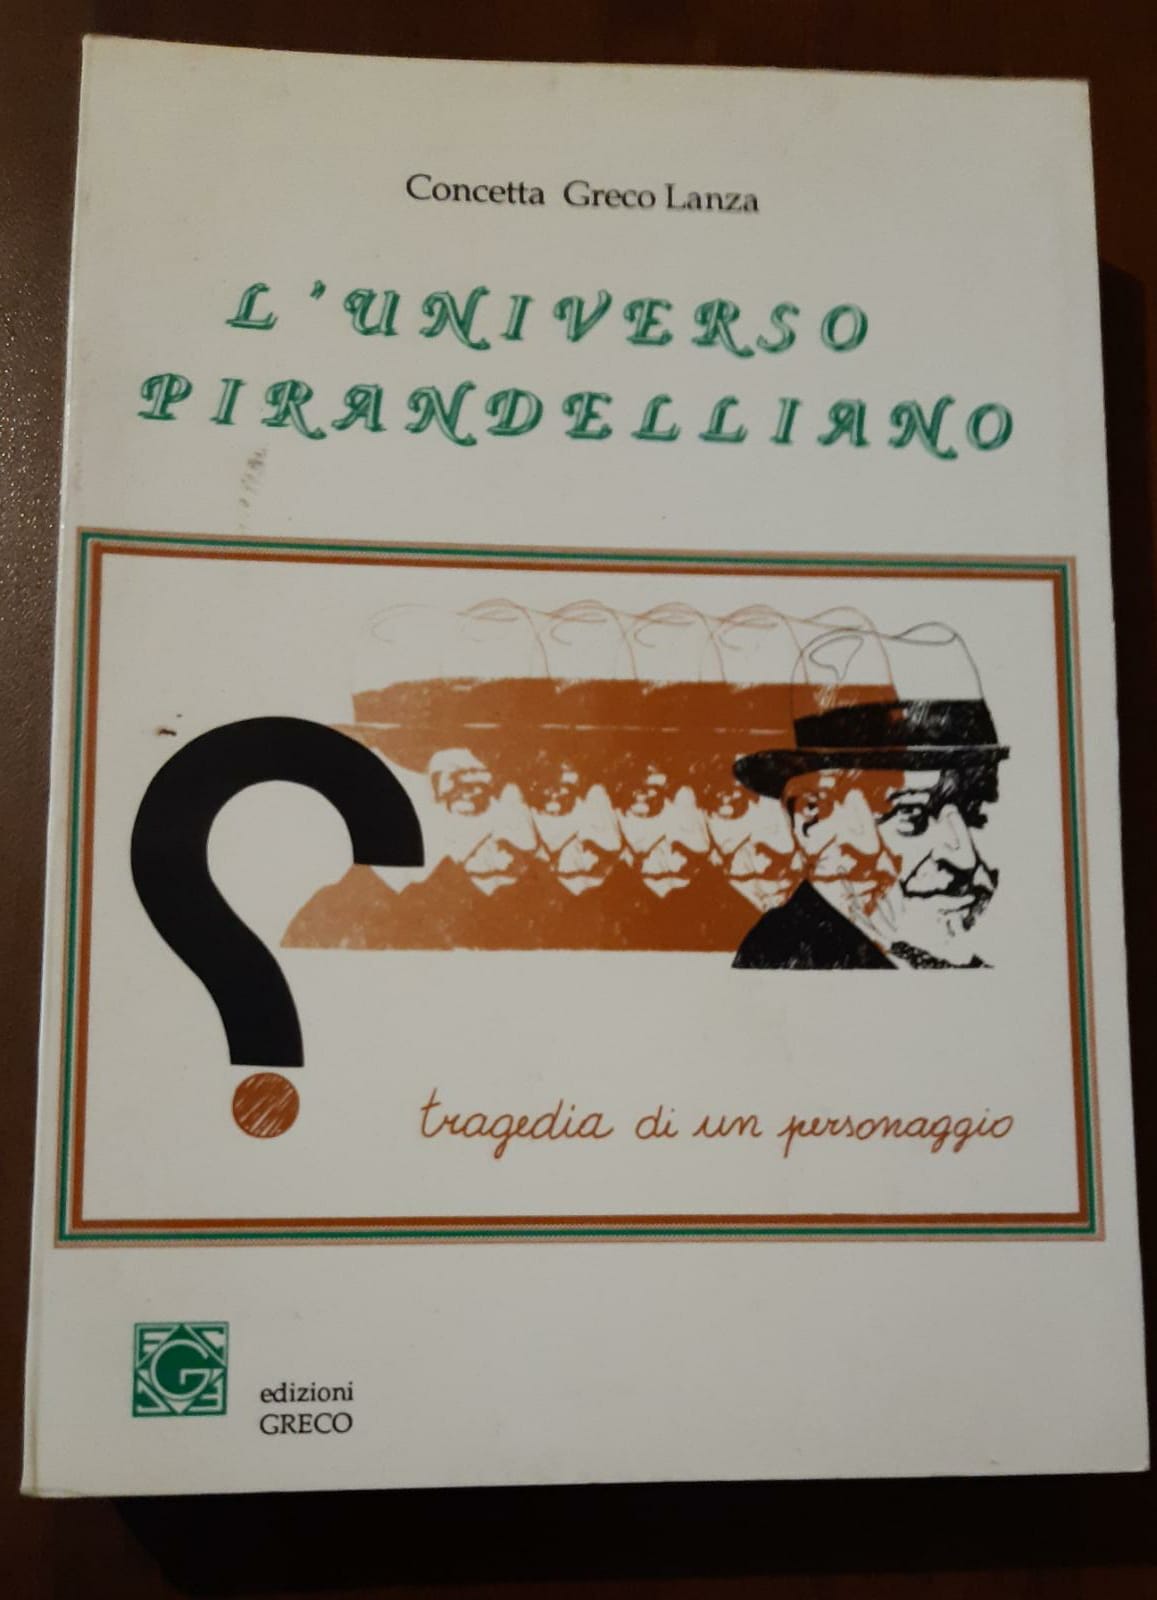 Concetta Greco Lanza
L'UNIVERSO
PIRANDELLIANO
?
tragedia di un personaggio
G
edizioni
GRECO